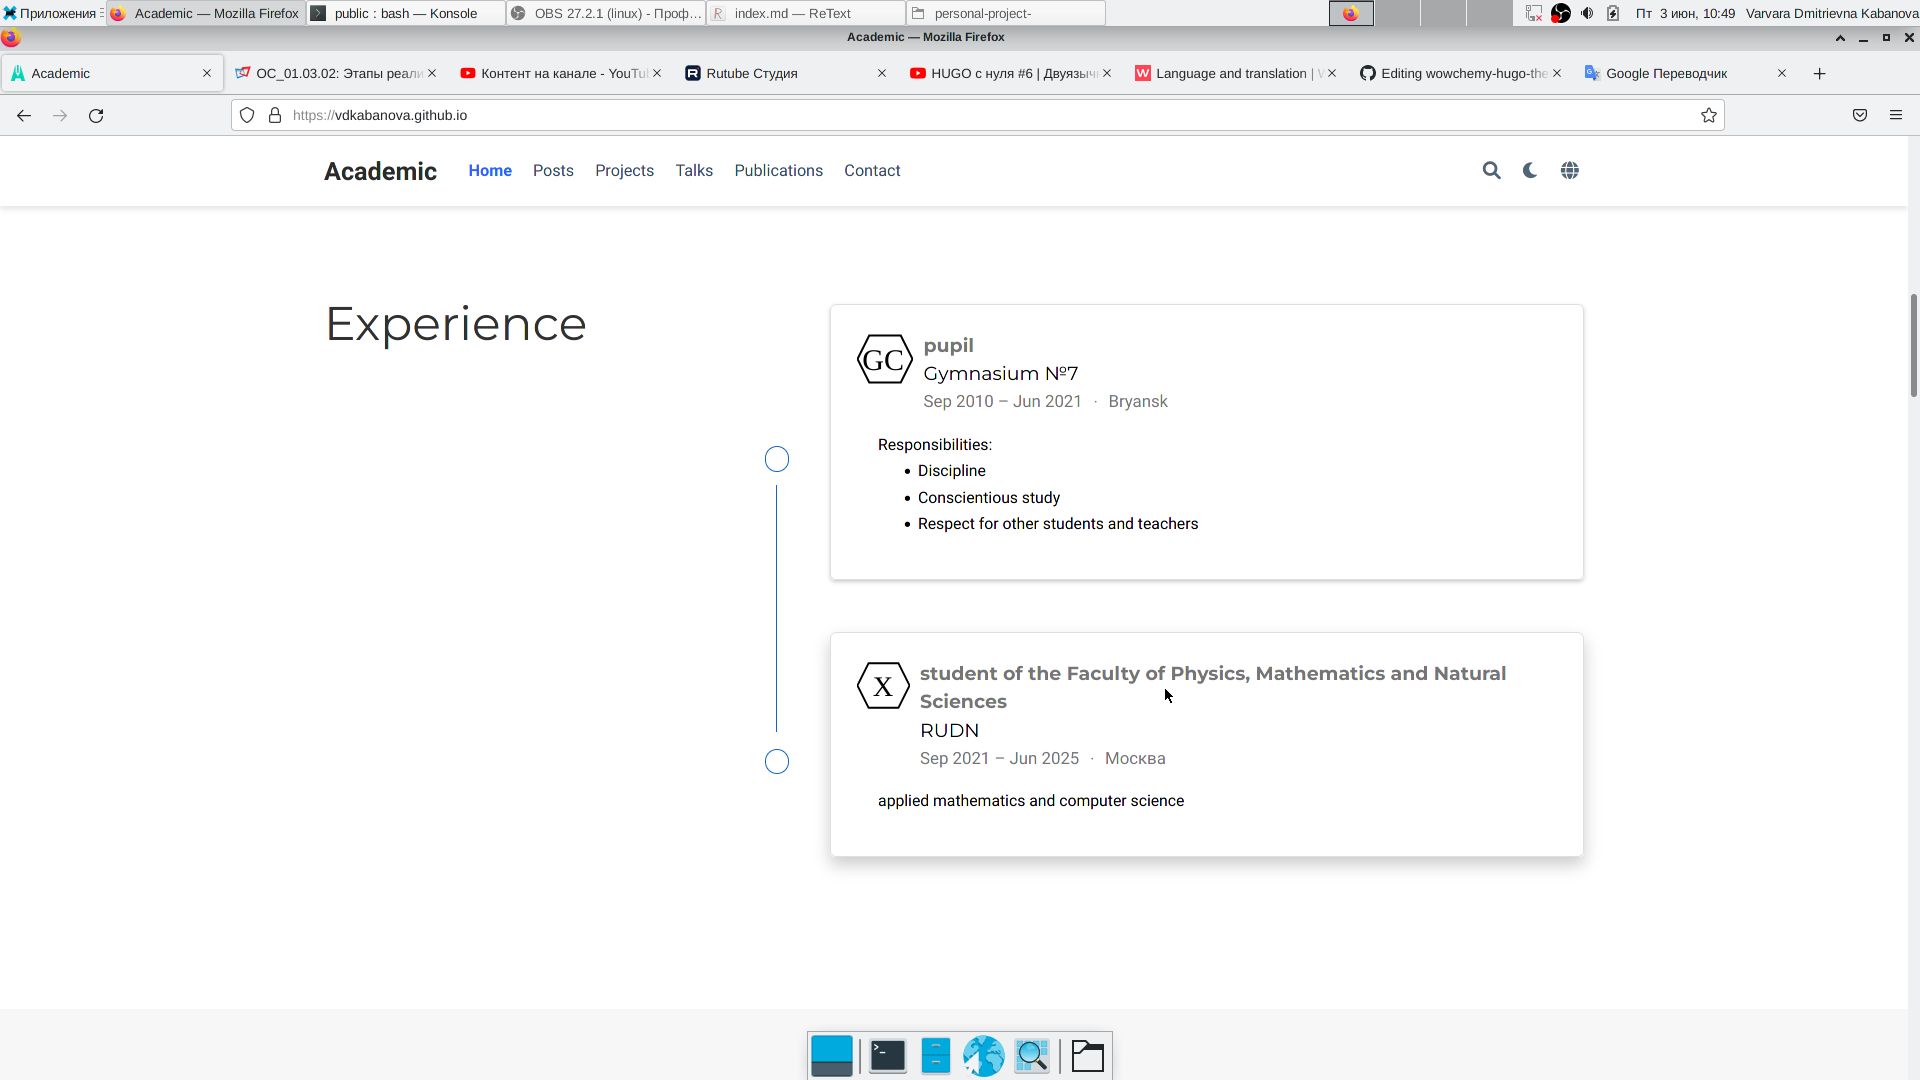 Приложения
Academic — Mozilla Firefox
public : bash — Konsole
OBS 27.2.1 (linux) - Проф...
index.md — ReText
personal-project-
Пт 3 июн, 10:49
Varvara Dmitrievna Kabanova
Academic — Mozilla Firefox
Academic
ОС_01.03.02: Этапы реали
Контент на канале - YouTu
Rutube Студия
HUGO с нуля #6 | Двуязыч
Language and translation |
Editing wowchemy-hugo-the
Google Переводчик
https://vdkabanova.github.io
Academic
Home
Posts
Projects
Talks
Publications
Contact
Experience
GC
pupil
Gymnasium №7
Sep 2010 – Jun 2021 · Bryansk
Responsibilities:
• Discipline
• Conscientious study
• Respect for other students and teachers
X
student of the Faculty of Physics, Mathematics and Natural
Sciences
RUDN
Sep 2021 – Jun 2025 · Москва
applied mathematics and computer science